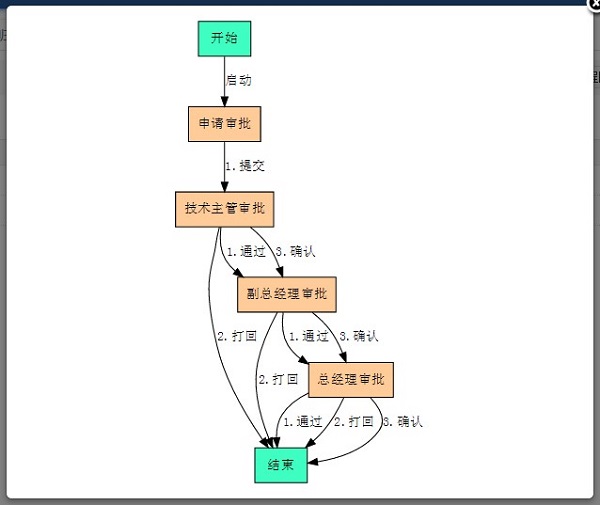 开始
启动
申请审批
1.提交
技术主管审批
1.通过
3.确认
副总经理审批
2.打回
1.通过
3.确认
总经理审批
2.打回
1.通过
2.打回
3.确认
结束